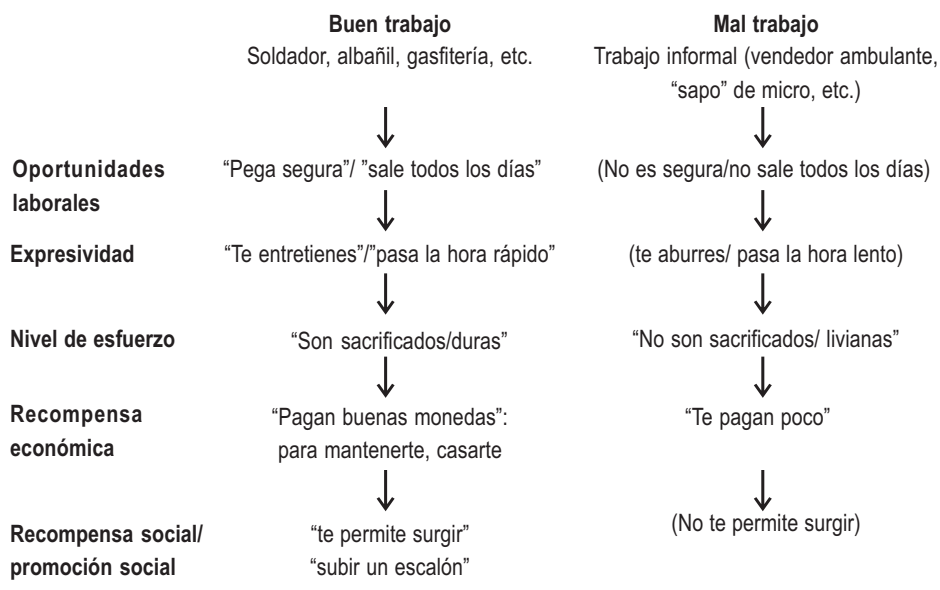 Buen trabajo
Soldador, albañil, gasfitería, etc.
Mal trabajo
Trabajo informal (vendedor ambulante,
“sapo” de micro, etc.)
Oportunidades
laborales
“Pega segura”/ ”sale todos los días”
(No es segura/no sale todos los días)
Expresividad
“Te entretienes”/”pasa la hora rápido”
(te aburres/ pasa la hora lento)
Nivel de esfuerzo
“Son sacrificados/duras”
“No son sacrificados/ livianas”
Recompensa
económica
“Pagan buenas monedas”:
para mantenerte, casarte
“Te pagan poco”
Recompensa social/
promoción social
“te permite surgir”
“subir un escalón”
(No te permite surgir)